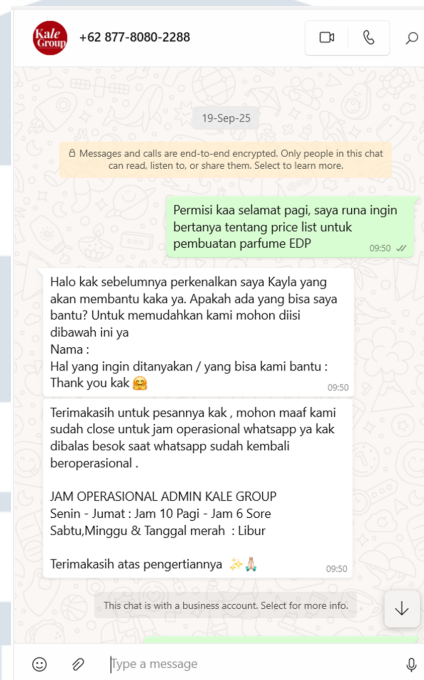 Kale
Group
+62 877-8080-2288
19-Sep-25
Messages and calls are end-to-end encrypted. Only people in this chat
can read, listen to, or share them. Select to learn more.
Permisi kaa selamat pagi, saya runa ingin
bertanya tentang price list untuk
pembuatan parfume EDP
09:50
Halo kak sebelumnya perkenalkan saya Kayla yang
akan membantu kaka ya. Apakah ada yang bisa saya
bantu? Untuk memudahkan kami mohon diisi
dibawah ini ya
Nama :
Hal yang ingin ditanyakan / yang bisa kami bantu :
Thank you kak 🤗
09:50
Terimakasih untuk pesannya kak , mohon maaf kami
sudah close untuk jam operasional whatsapp ya kak
dibalas besok saat whatsapp sudah kembali
beroperasional .
JAM OPERASIONAL ADMIN KALE GROUP
Senin - Jumat : Jam 10 Pagi - Jam 6 Sore
Sabtu,Minggu & Tanggal merah : Libur
Terimakasih atas pengertiannya ✨🙏🏻
09:50
This chat is with a business account. Select for more info.
Type a message